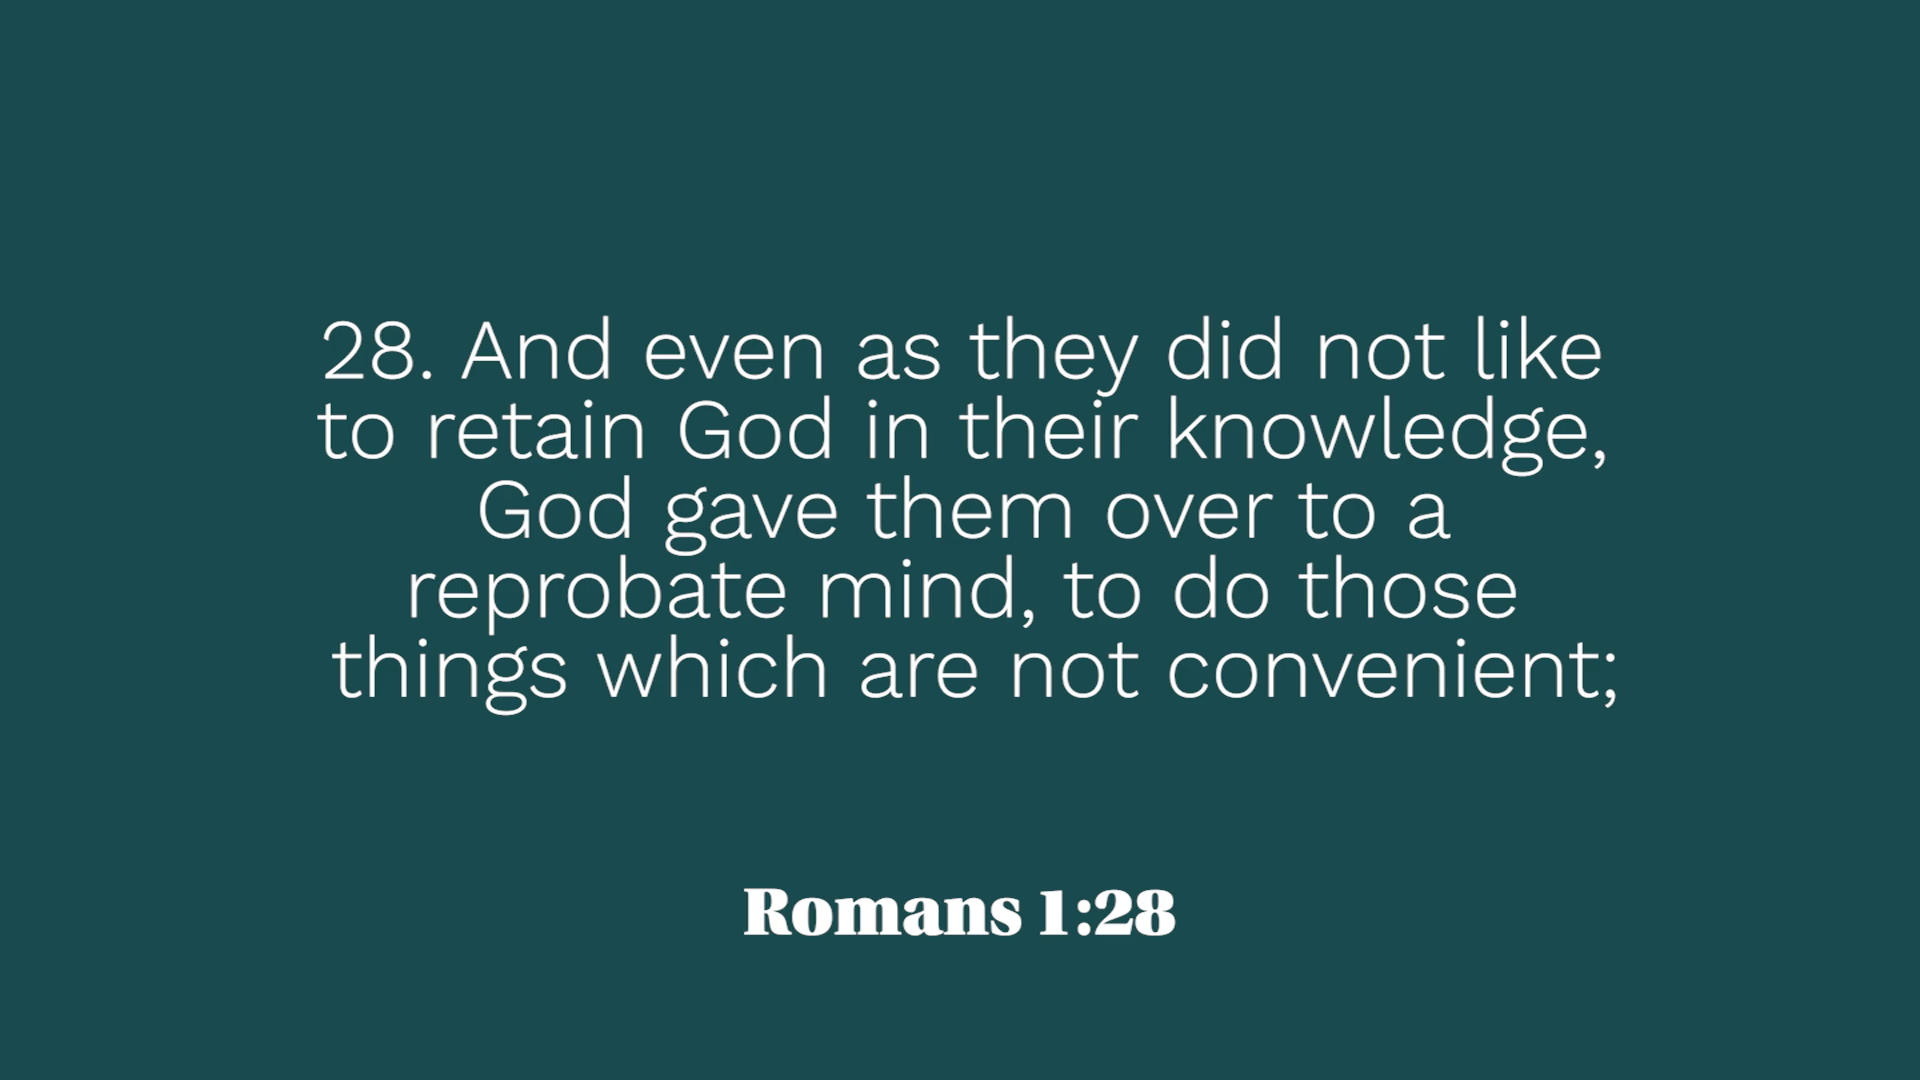 28. And even as they did not like
to retain God in their knowledge,
God gave them over to a
reprobate mind, to do those
things which are not convenient;
Romans 1:28